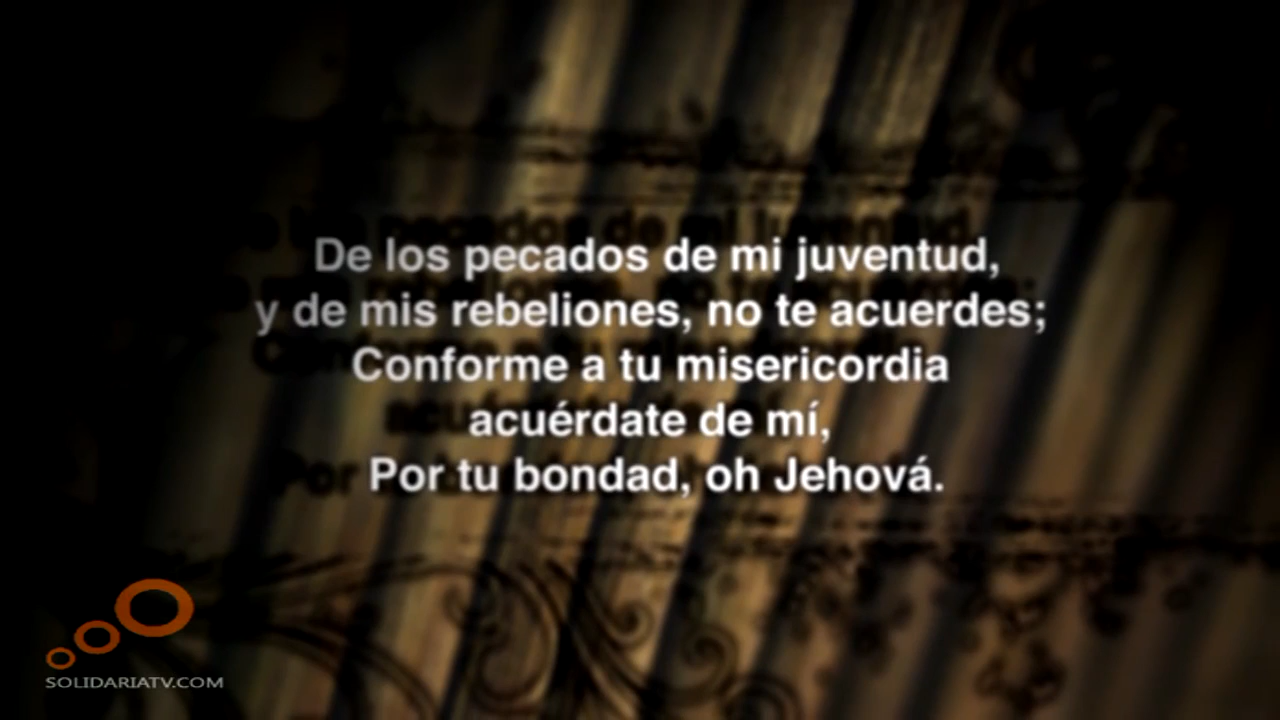 De los pecados de mi juventud,
y de mis rebeliones, no te acuerdes;
Conforme a tu misericordia
acuérdate de mí,
Por tu bondad, oh Jehová.
SOLIDARIATV.COM